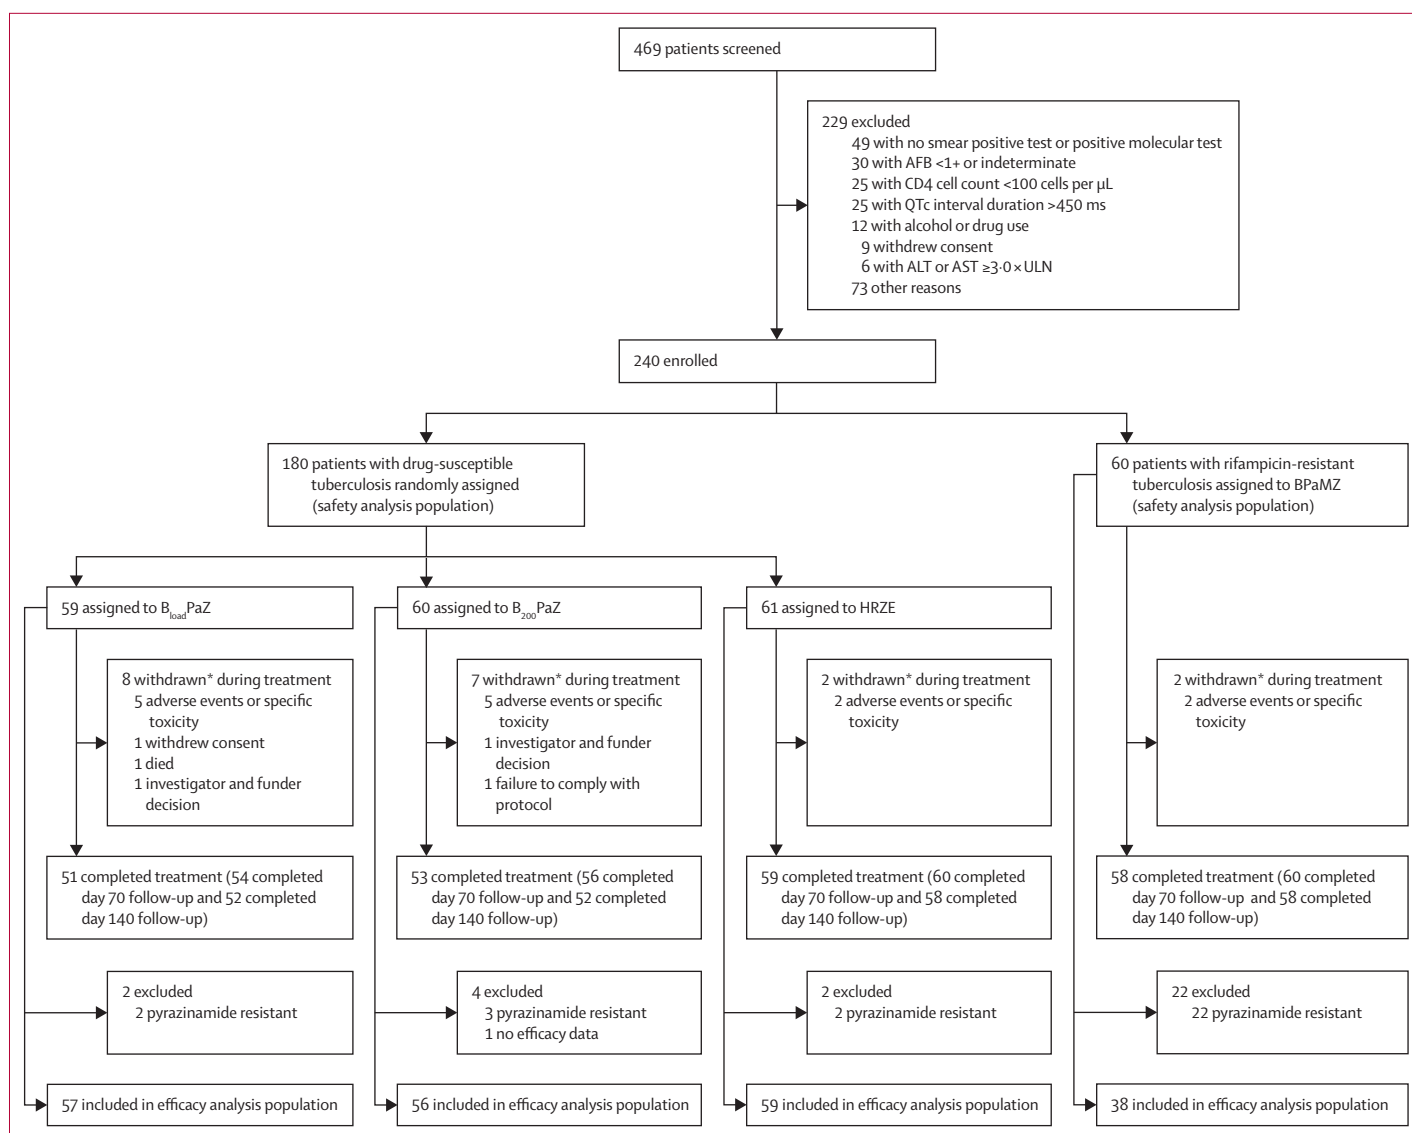 469 patients screened
229 excluded
49 with no smear positive test or positive molecular test
30 with AFB <1+ or indeterminate
25 with CD4 cell count <100 cells per μL
25 with QTc interval duration >450 ms
12 with alcohol or drug use
9 withdrew consent
6 with ALT or AST ≥3·0 × ULN
73 other reasons
240 enrolled
180 patients with drug-susceptible
tuberculosis randomly assigned
(safety analysis population)
60 patients with rifampicin-resistant
tuberculosis assigned to BPaMZ
(safety analysis population)
59 assigned to BloadPaZ
60 assigned to B200PaZ
61 assigned to HRZE
8 withdrawn* during treatment
5 adverse events or specific
toxicity
1 withdrew consent
1 died
1 investigator and funder
decision
7 withdrawn* during treatment
5 adverse events or specific
toxicity
1 investigator and funder
decision
1 failure to comply with
protocol
2 withdrawn* during treatment
2 adverse events or specific
toxicity
2 withdrawn* during treatment
2 adverse events or specific
toxicity
51 completed treatment (54 completed
day 70 follow-up and 52 completed
day 140 follow-up)
53 completed treatment (56 completed
day 70 follow-up and 52 completed
day 140 follow-up)
59 completed treatment (60 completed
day 70 follow-up and 58 completed
day 140 follow-up)
58 completed treatment (60 completed
day 70 follow-up and 58 completed
day 140 follow-up)
2 excluded
2 pyrazinamide resistant
4 excluded
3 pyrazinamide resistant
1 no efficacy data
2 excluded
2 pyrazinamide resistant
22 excluded
22 pyrazinamide resistant
57 included in efficacy analysis population
56 included in efficacy analysis population
59 included in efficacy analysis population
38 included in efficacy analysis population